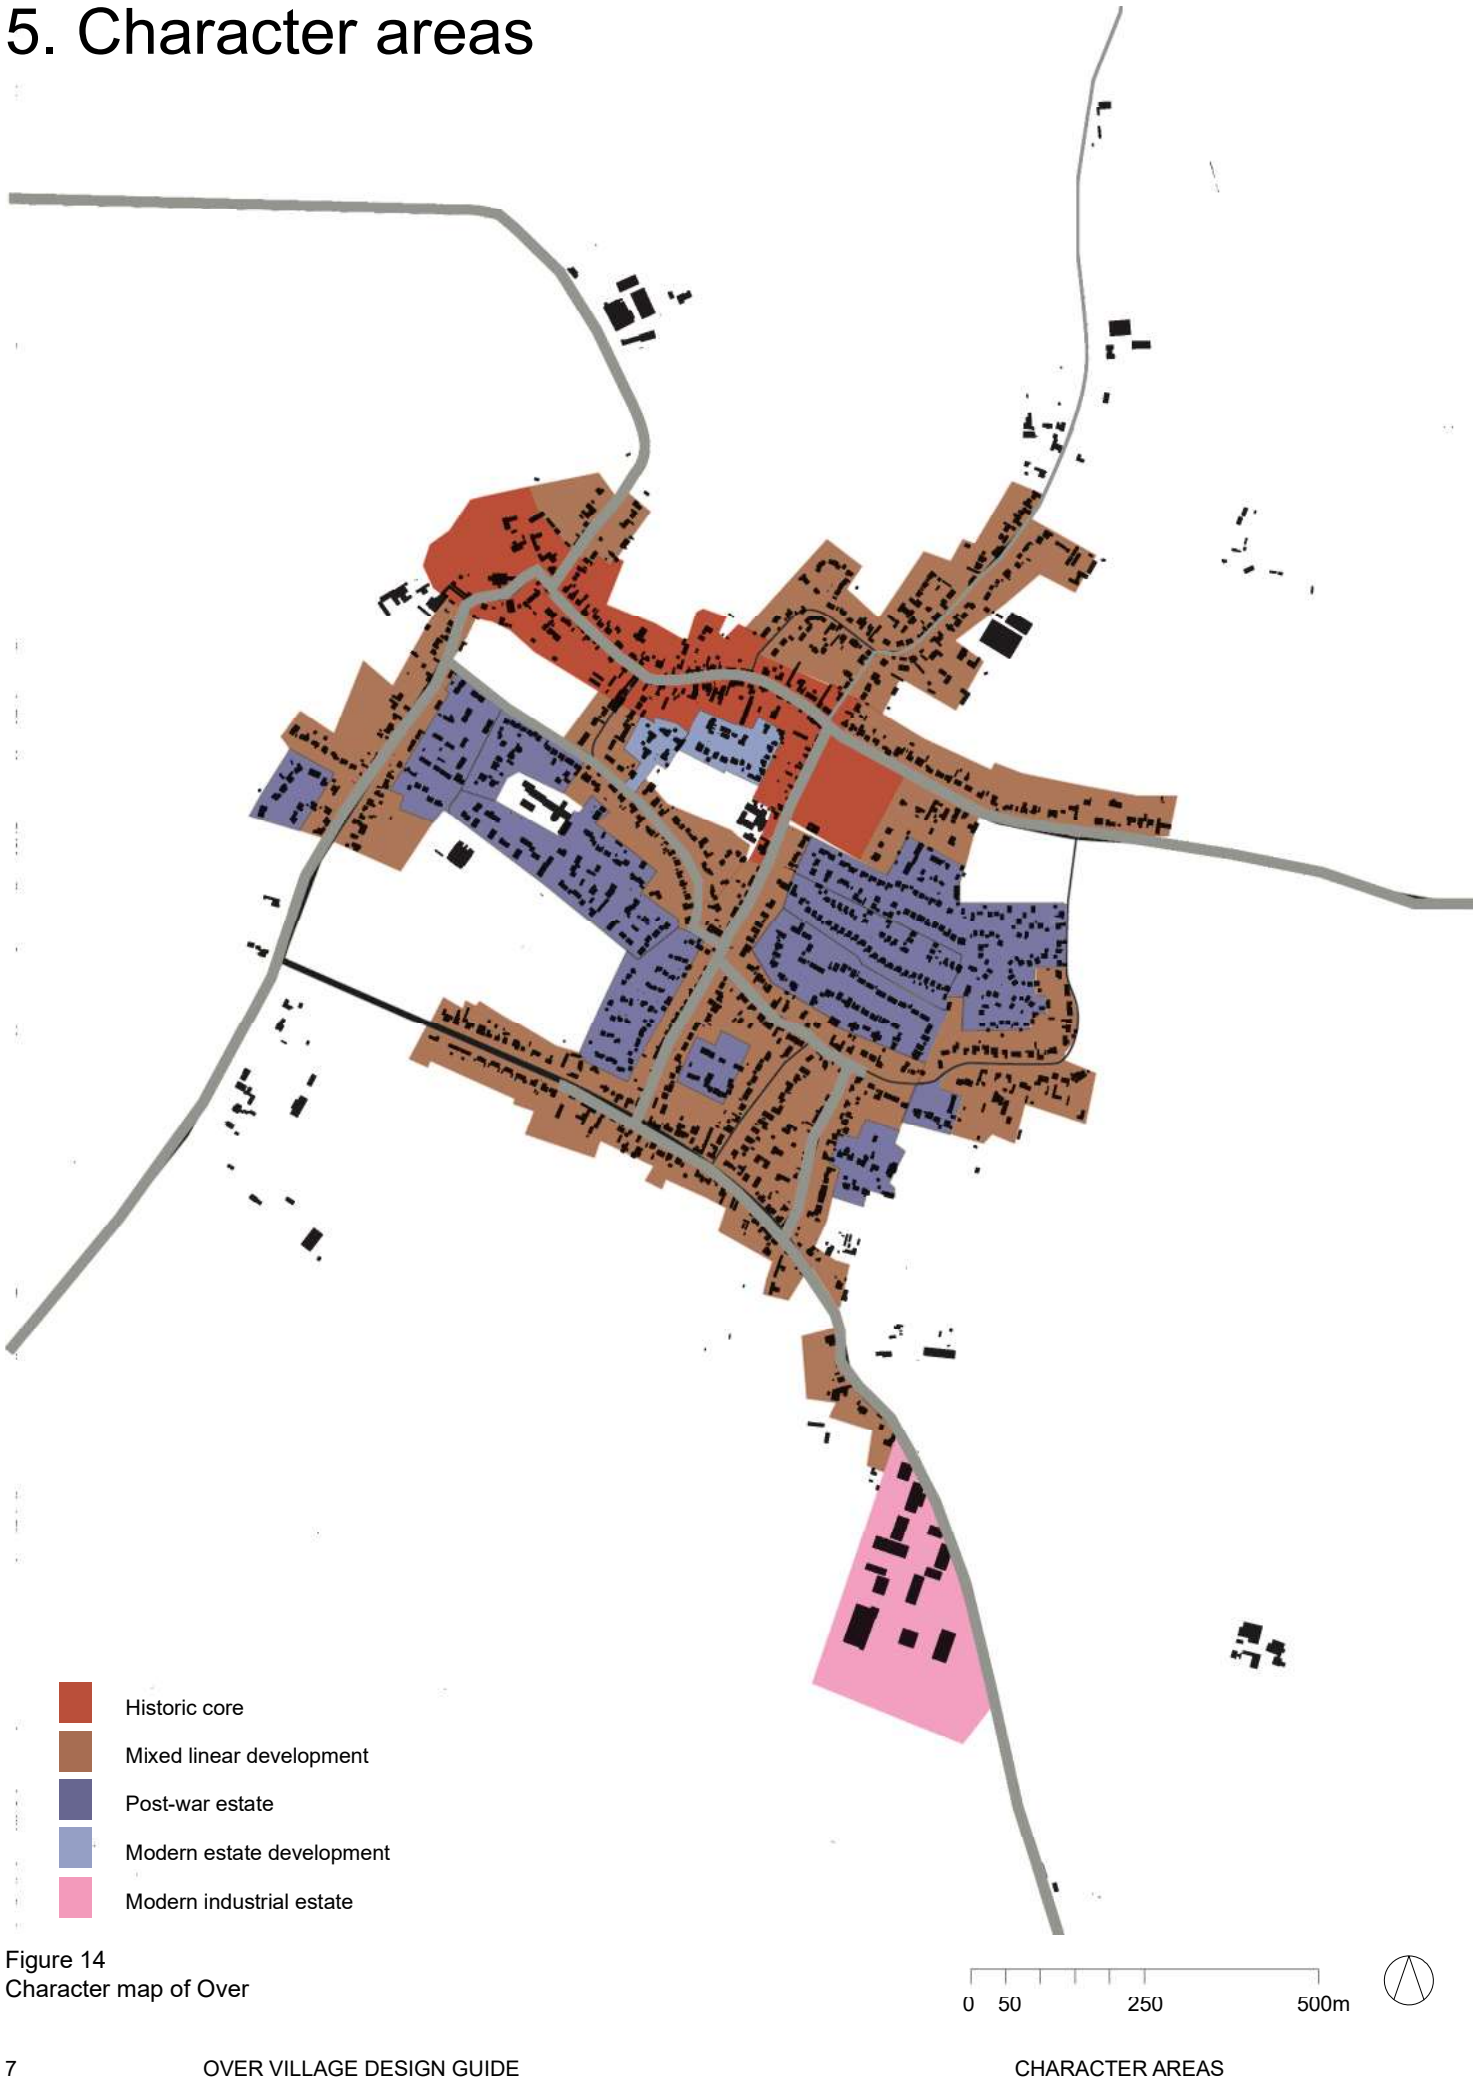 5. Character areas
Historic core
Mixed linear development
Post-war estate
Modern estate development
Modern industrial estate
Figure 14
Character map of Over
0 50 250 500m
7 OVER VILLAGE DESIGN GUIDE CHARACTER AREAS